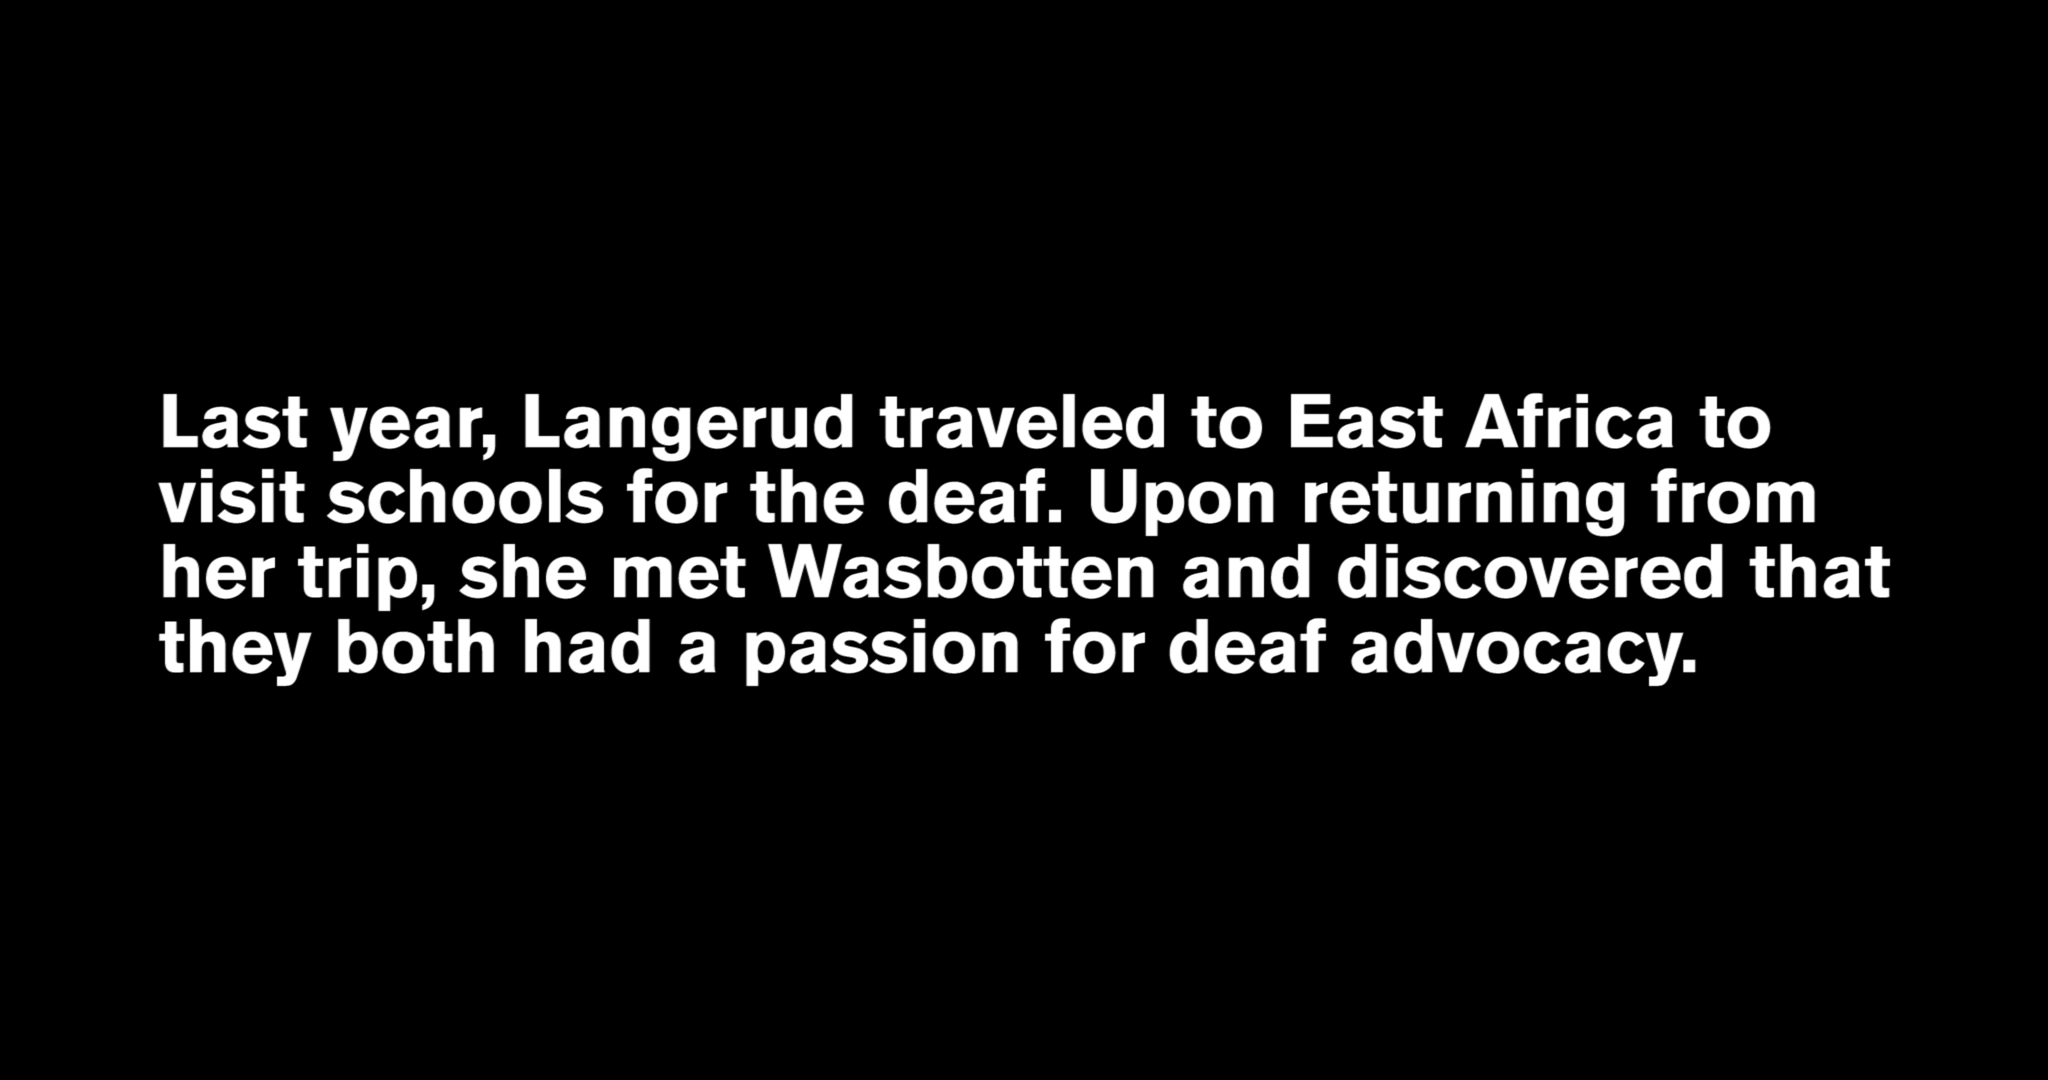 Last year, Langerud traveled to East Africa to
visit schools for the deaf. Upon returning from
her trip, she met Wasbotten and discovered that
they both had a passion for deaf advocacy.